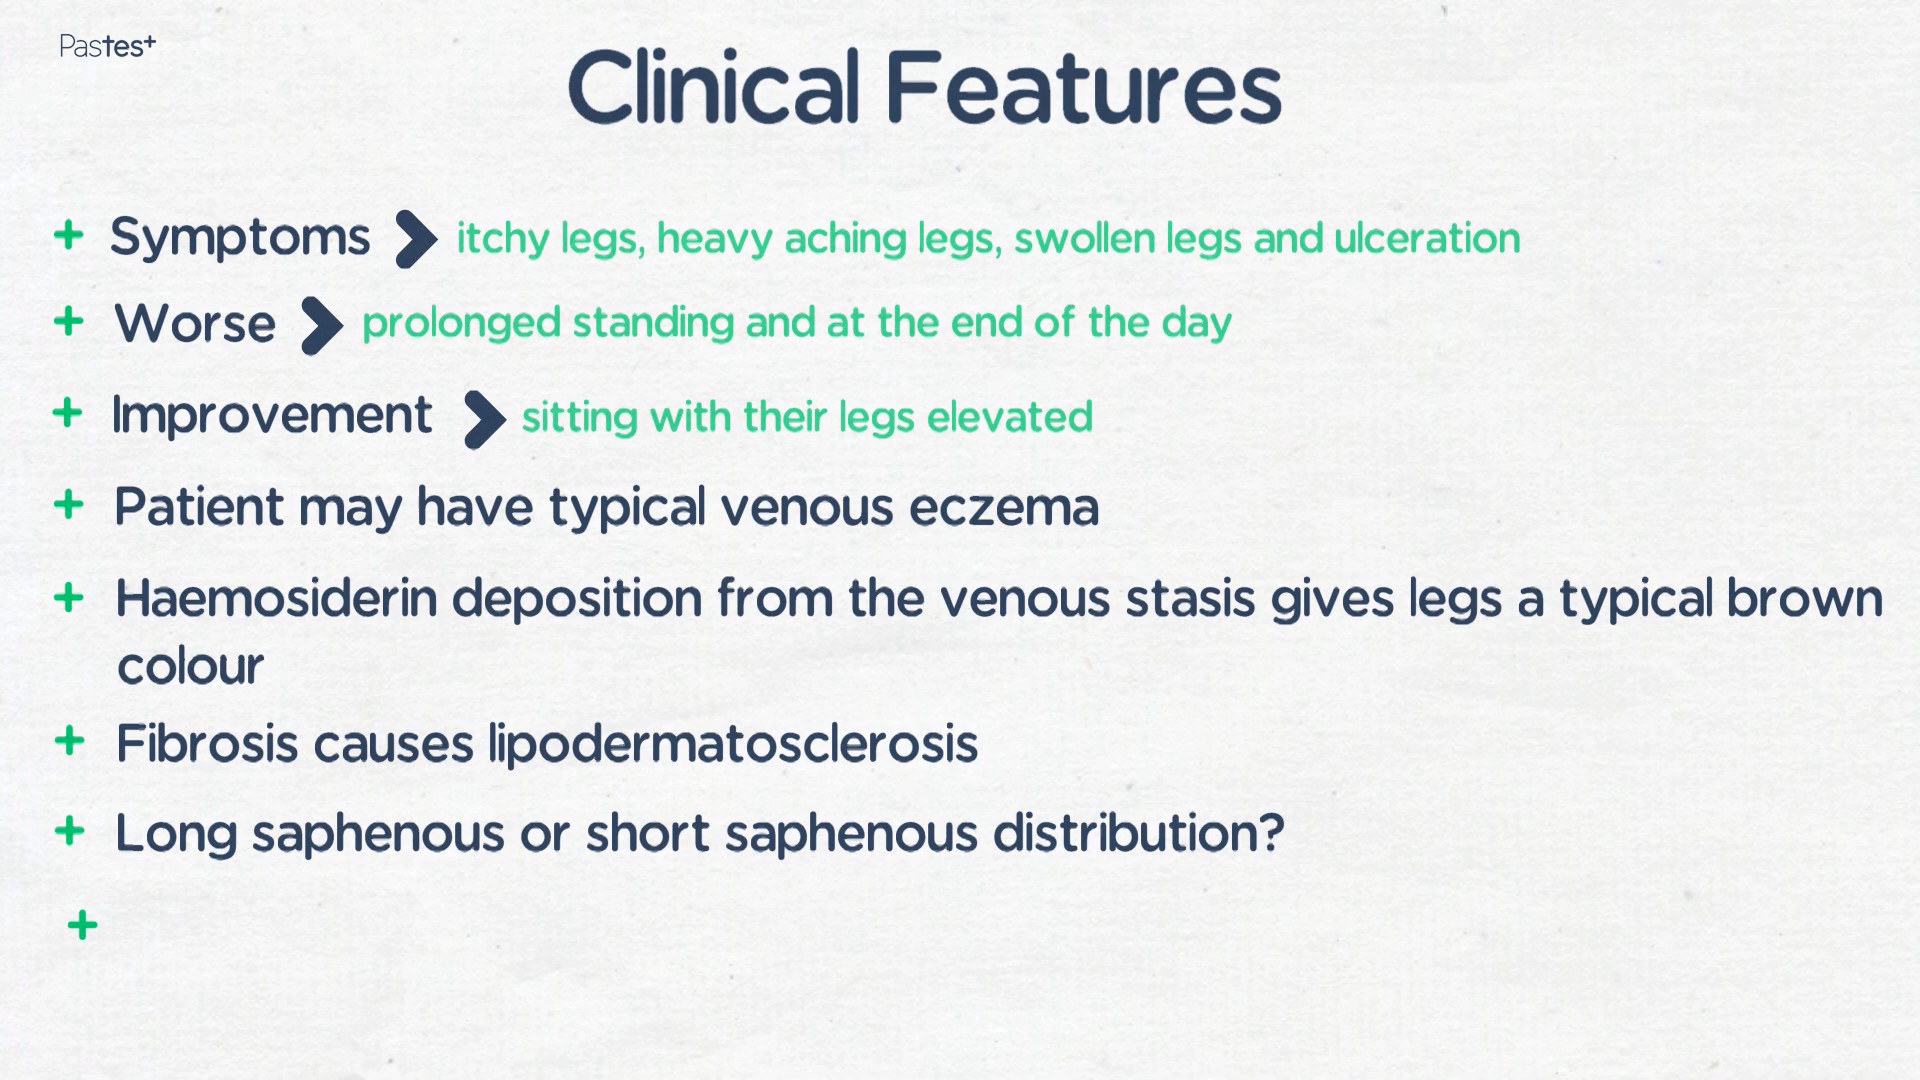 Pastest
Clinical Features
+ Symptoms > itchy legs, heavy aching legs, swollen legs and ulceration
+ Worse > prolonged standing and at the end of the day
+ Improvement > sitting with their legs elevated
+ Patient may have typical venous eczema
+ Haemosiderin deposition from the venous stasis gives legs a typical brown
colour
+ Fibrosis causes lipodermatosclerosis
+ Long saphenous or short saphenous distribution?
+